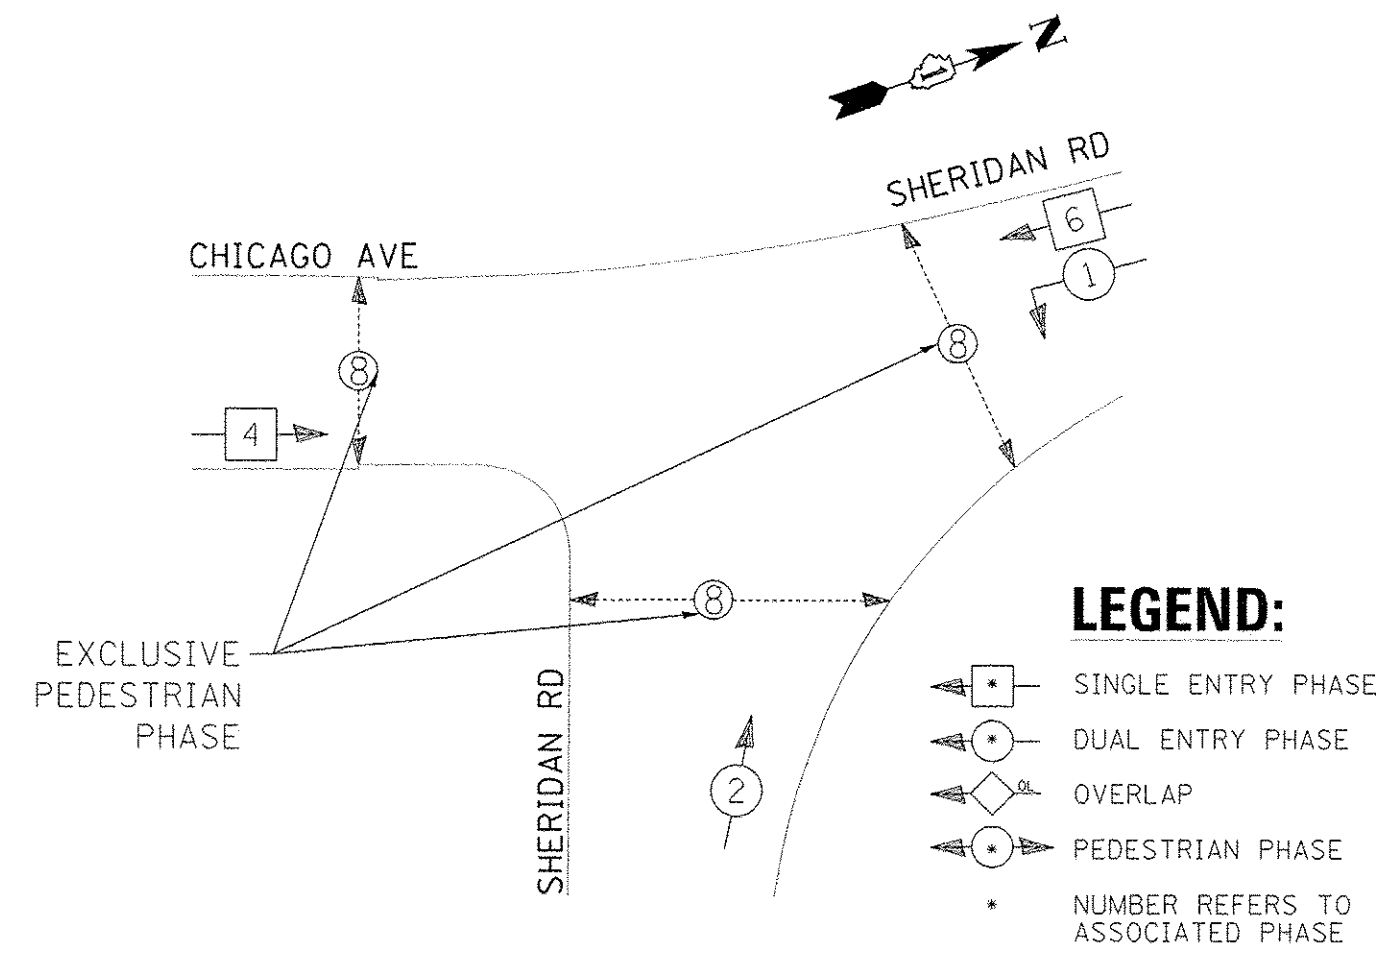 N
1
SHERIDAN RD
6
1
CHICAGO AVE
8
8
4
8
EXCLUSIVE
PEDESTRIAN
PHASE
SHERIDAN RD
2
LEGEND:
* SINGLE ENTRY PHASE
* DUAL ENTRY PHASE
OL OVERLAP
* PEDESTRIAN PHASE
* NUMBER REFERS TO
ASSOCIATED PHASE